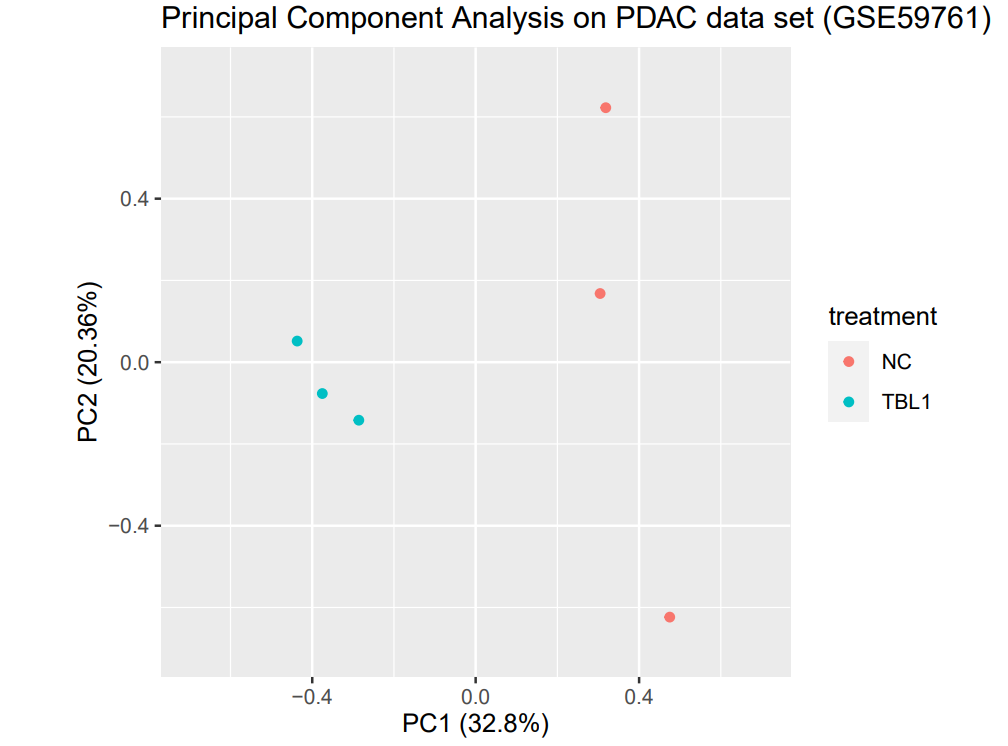 Principal Component Analysis on PDAC data set (GSE59761)
0.4
0.0
−0.4
PC2 (20.36%)
−0.4
0.0
0.4
PC1 (32.8%)
treatment
NC
TBL1